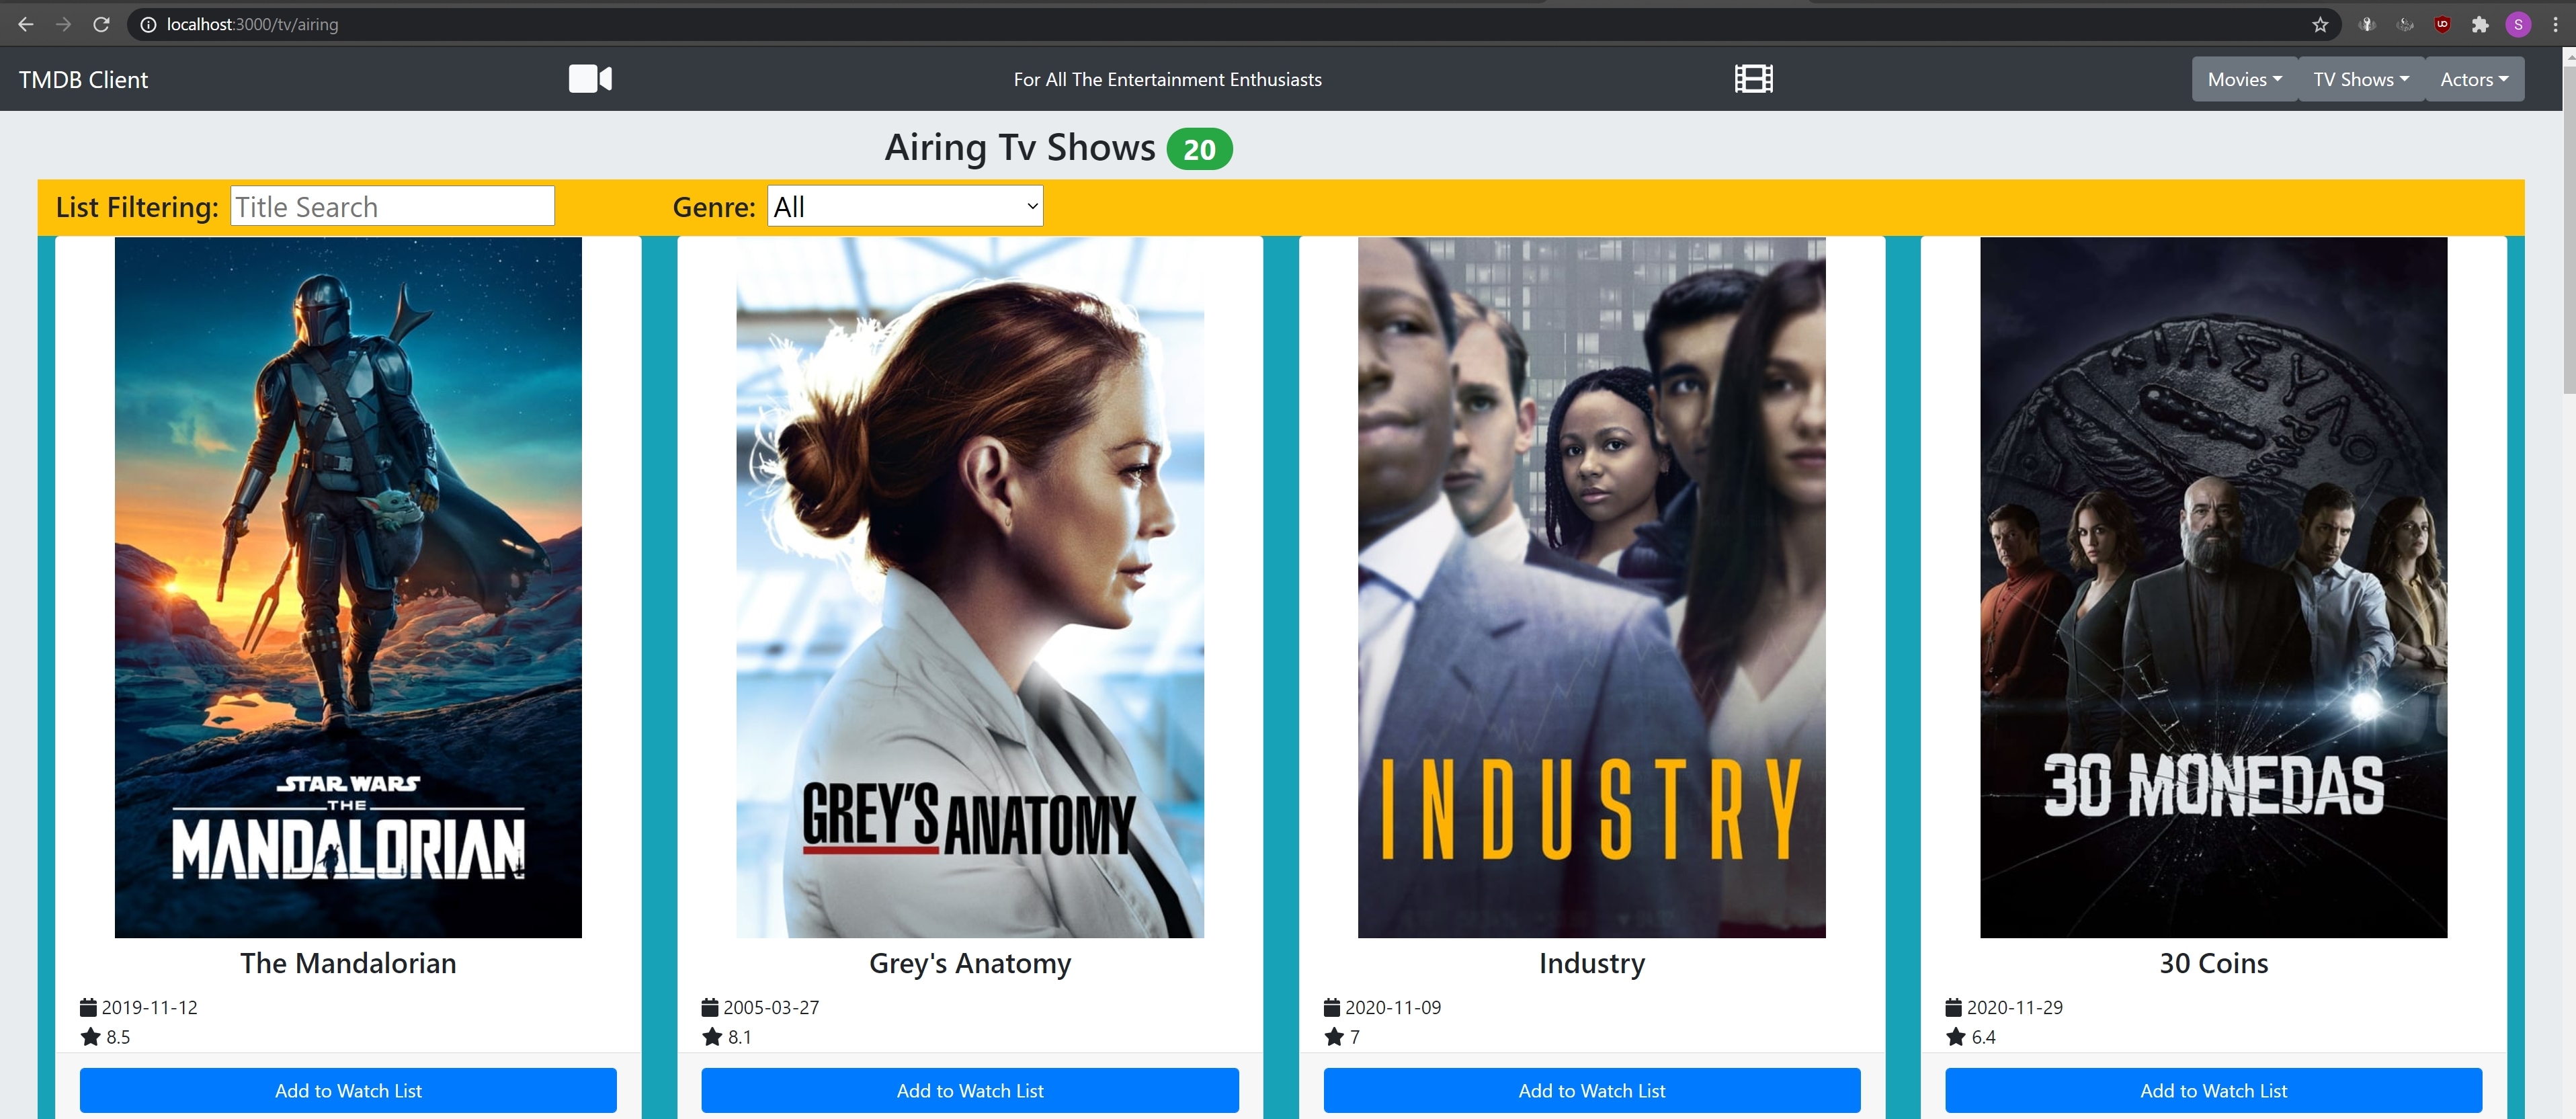 localhost:3000/tv/airing
S
TMDB Client
For All The Entertainment Enthusiasts
Movies
TV Shows
Actors
Airing Tv Shows 20
List Filtering: Title Search
Genre: All
STAR WARS
THE
MANDALORIAN
GREY'S ANATOMY
INDUSTRY
30 MONEDAS
The Mandalorian
2019-11-12
8.5
Add to Watch List
Grey's Anatomy
2005-03-27
8.1
Add to Watch List
Industry
2020-11-09
7
Add to Watch List
30 Coins
2020-11-29
6.4
Add to Watch List